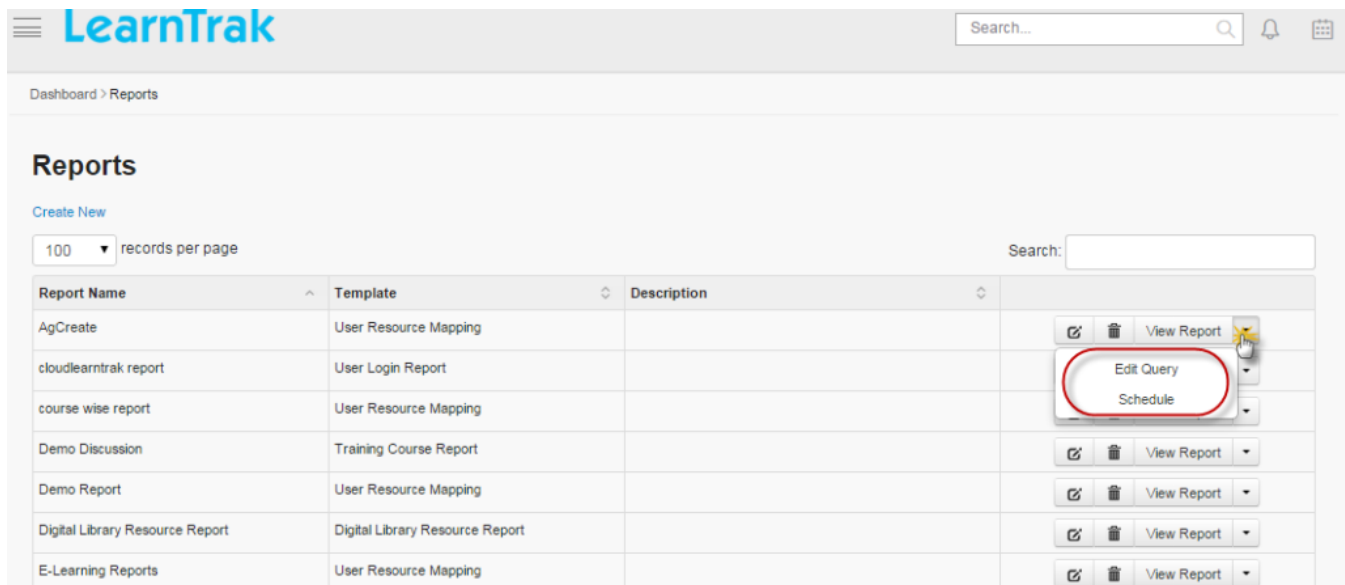 LearnTrak
Search...
Dashboard > Reports
Reports
Create New
100 records per page
Search:
Report Name Template Description
AgCreate User Resource Mapping View Report
cloudlearntrak report User Login Report
Edit Query
course wise report User Resource Mapping
Schedule
Demo Discussion Training Course Report View Report
Demo Report User Resource Mapping View Report
Digital Library Resource Report Digital Library Resource Report View Report
E-Learning Reports User Resource Mapping View Report